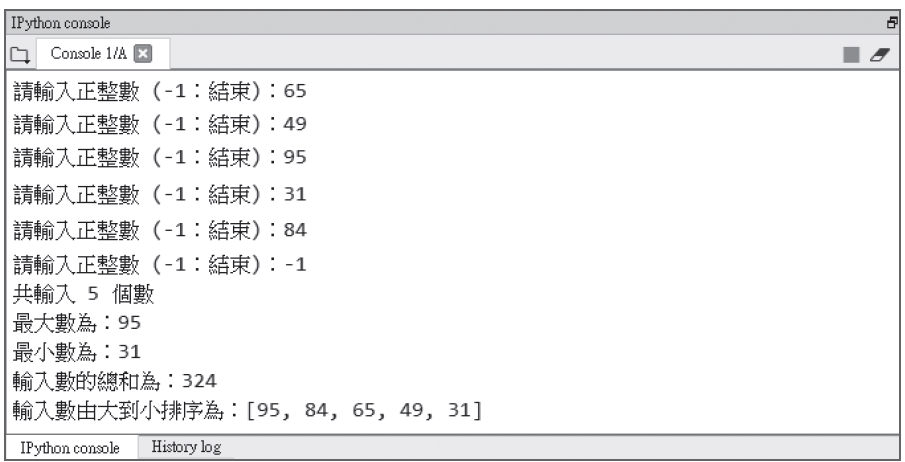 IPython console
Console 1/A
請輸入正整數 (-1：結束)：65
請輸入正整數 (-1：結束)：49
請輸入正整數 (-1：結束)：95
請輸入正整數 (-1：結束)：31
請輸入正整數 (-1：結束)：84
請輸入正整數 (-1：結束)：-1
共輸入 5 個數
最大數為：95
最小數為：31
輸入數的總和為：324
輸入數由大到小排序為：[95, 84, 65, 49, 31]
IPython console History log